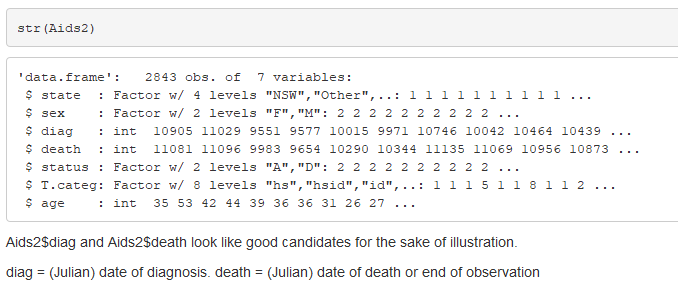 str(Aids2)
'data.frame':   2843 obs. of  7 variables:
 $ state   : Factor w/ 4 levels "NSW","Other",..: 1 1 1 1 1 1 1 1 1 1 ...
 $ sex     : Factor w/ 2 levels "F","M": 2 2 2 2 2 2 2 2 2 2 ...
 $ diag    : int  10905 11029 9551 9577 10015 9971 10746 10042 10464 10439 ...
 $ death   : int  11081 11096 9983 9654 10290 10344 11135 11069 10956 10873 ...
 $ status  : Factor w/ 2 levels "A","D": 2 2 2 2 2 2 2 2 2 2 ...
 $ T.categ: Factor w/ 8 levels "hs","hsid","id",..: 1 1 1 5 1 1 8 1 1 2 ...
 $ age     : int  35 53 42 44 39 36 36 31 26 27 ...
Aids2$diag and Aids2$death look like good candidates for the sake of illustration.
diag = (Julian) date of diagnosis. death = (Julian) date of death or end of observation